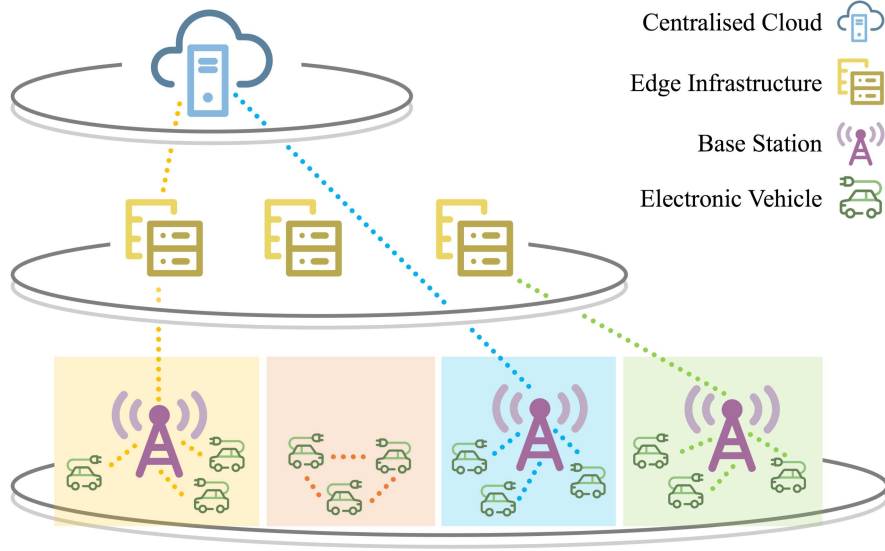 Centralised Cloud
Edge Infrastructure
Base Station
Electronic Vehicle